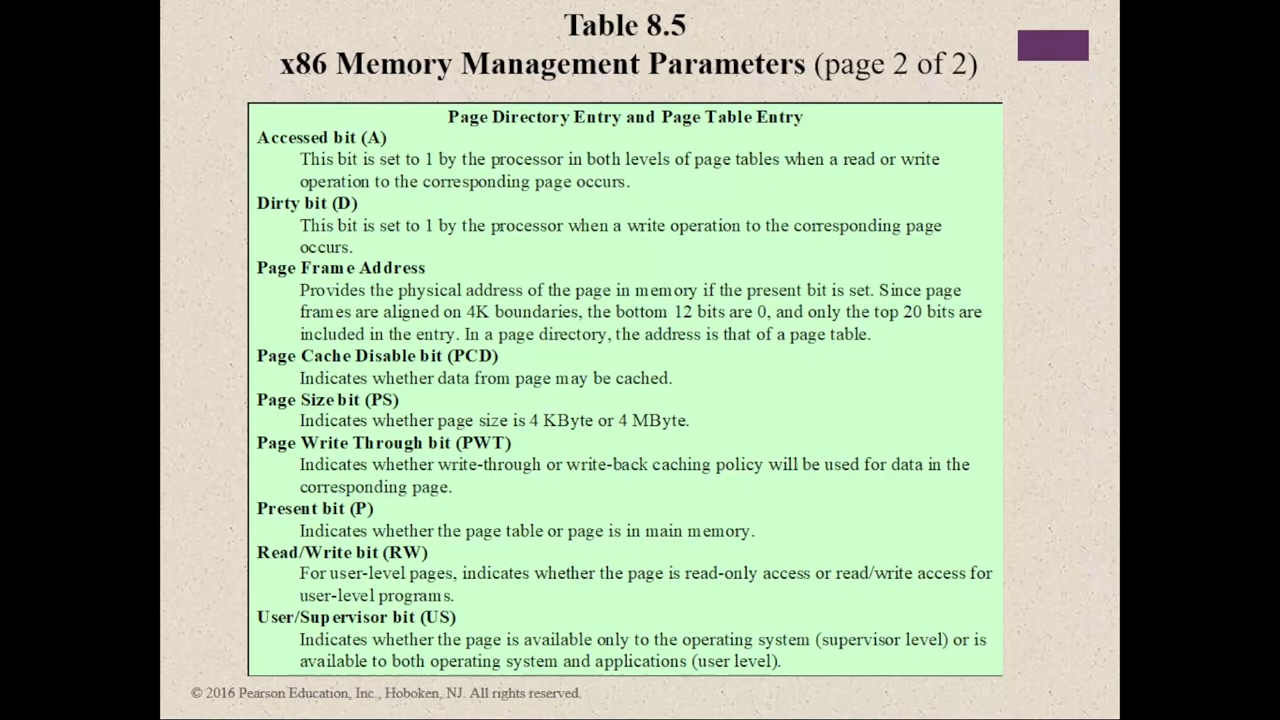 Table 8.5
x86 Memory Management Parameters (page 2 of 2)
Page Directory Entry and Page Table Entry
Accessed bit (A)
This bit is set to 1 by the processor in both levels of page tables when a read or write
operation to the corresponding page occurs.
Dirty bit (D)
This bit is set to 1 by the processor when a write operation to the corresponding page
occurs.
Page Frame Address
Provides the physical address of the page in memory if the present bit is set. Since page
frames are aligned on 4K boundaries, the bottom 12 bits are 0, and only the top 20 bits are
included in the entry. In a page directory, the address is that of a page table.
Page Cache Disable bit (PCD)
Indicates whether data from page may be cached.
Page Size bit (PS)
Indicates whether page size is 4 KByte or 4 MByte.
Page Write Through bit (PWT)
Indicates whether write-through or write-back caching policy will be used for data in the
corresponding page.
Present bit (P)
Indicates whether the page table or page is in main memory.
Read/Write bit (RW)
For user-level pages, indicates whether the page is read-only access or read/write access for
user-level programs.
User/Supervisor bit (US)
Indicates whether the page is available only to the operating system (supervisor level) or is
available to both operating system and applications (user level).
© 2016 Pearson Education, Inc., Hoboken, NJ. All rights reserved.